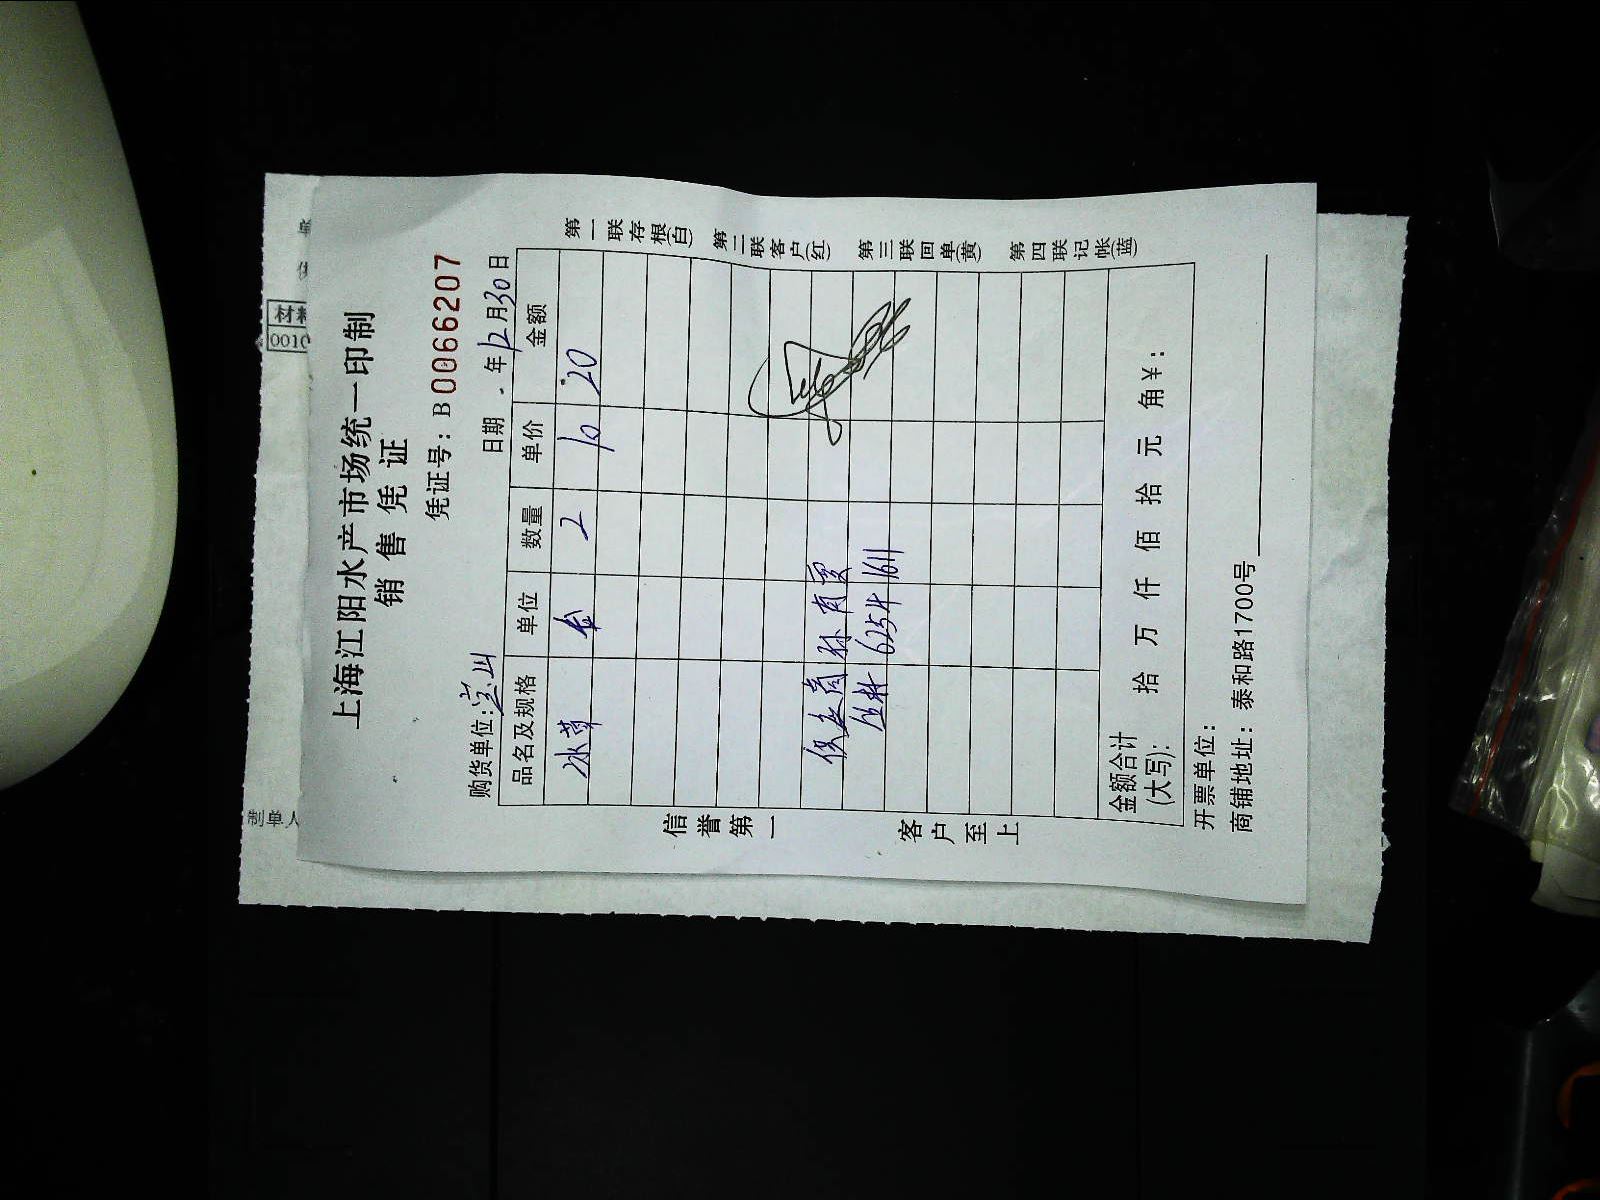 上海江阳水产市场统一印制
销售凭证
凭证号：B 0066207
购货单位：宝山 日期 年12月30日
品名及规格 单位 数量 单价 金额
冰 2 10 20
6254 1611
金额合计
(大写)： 拾 万 仟 佰 拾 元 角￥：
开票单位：
商铺地址：泰和路1700号
信誉第一
客户至上
第一联存根(白)
第二联客户(红)
第三联回单(黄)
第四联记帐(蓝)
制单人
材料
0010